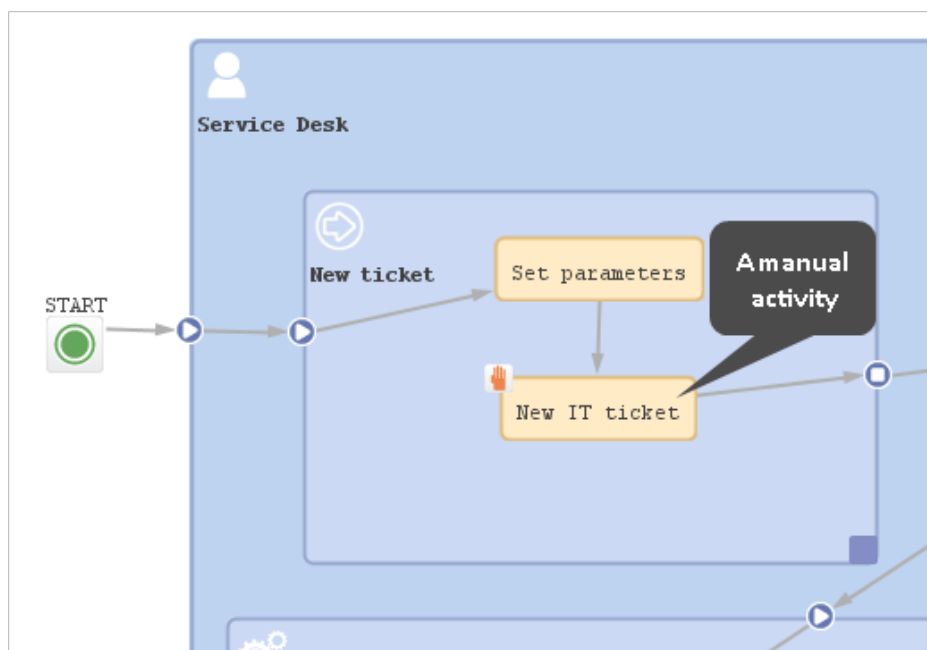 Service Desk
New ticket
Set parameters
A manual
activity
START
New IT ticket